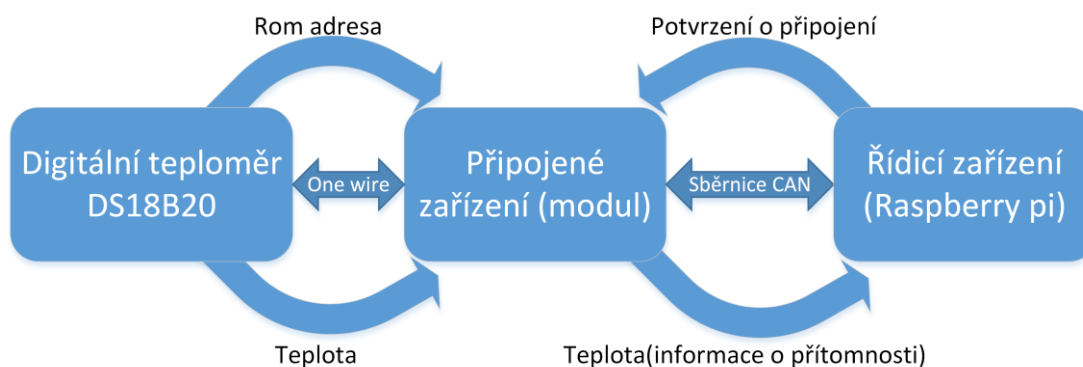 Rom adresa
Potvrzení o připojení
Digitální teploměr
DS18B20
One wire
Připojené
zařízení (modul)
Sběrnice CAN
Řídicí zařízení
(Raspberry pi)
Teplota
Teplota(informace o přítomnosti)